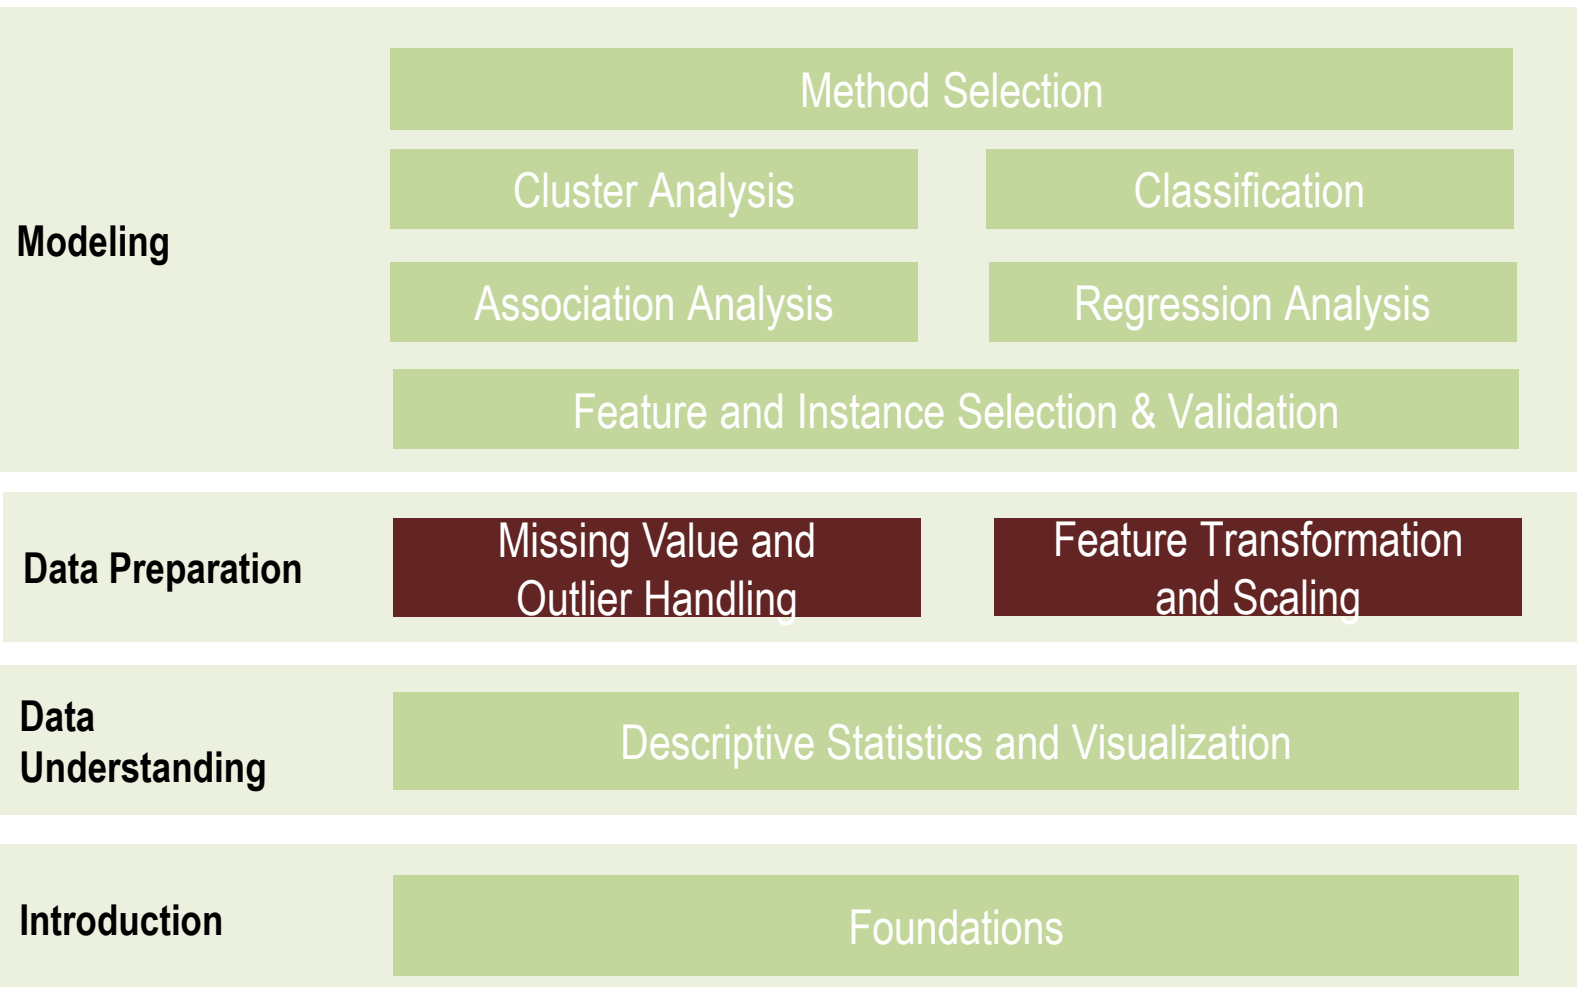 Method Selection
Cluster Analysis
Classification
Modeling
Association Analysis
Regression Analysis
Feature and Instance Selection & Validation
Data Preparation
Missing Value and
Outlier Handling
Feature Transformation
and Scaling
Data
Understanding
Descriptive Statistics and Visualization
Introduction
Foundations